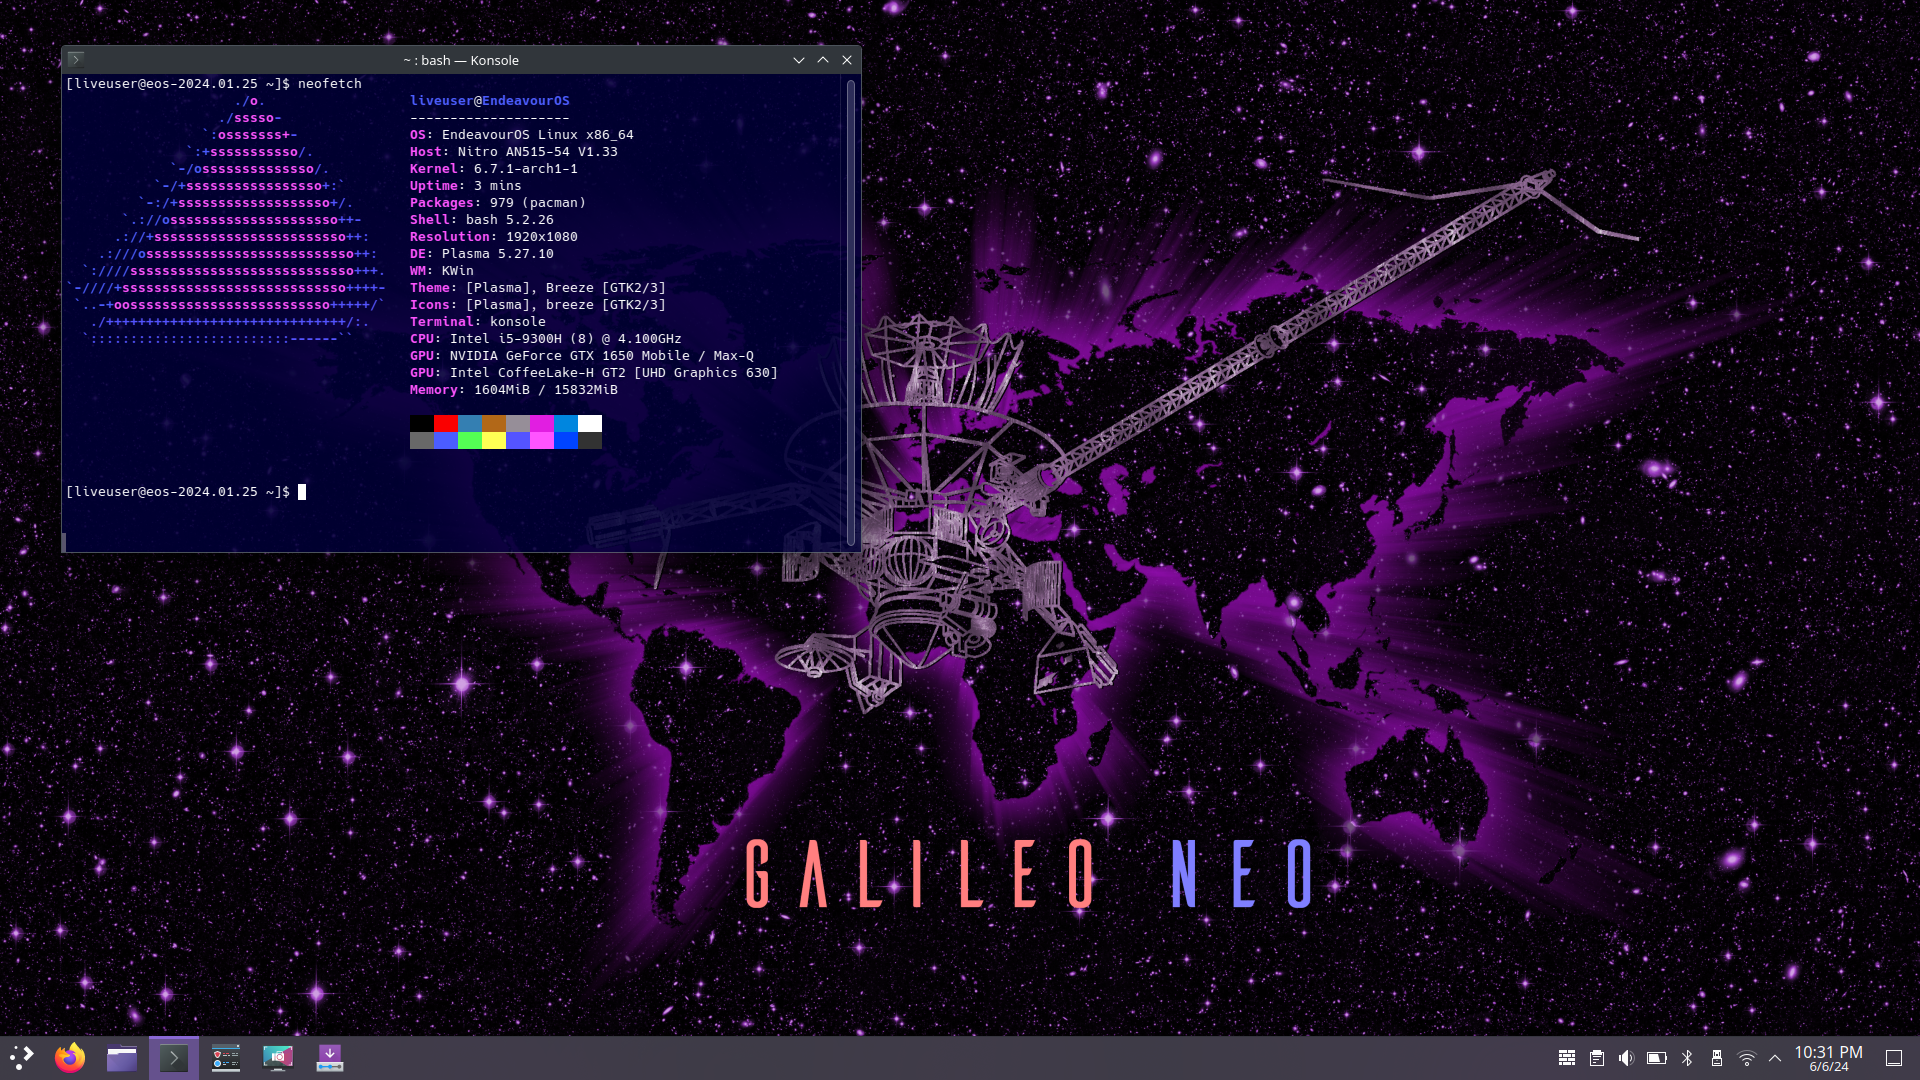 ~ : bash — Konsole
[liveuser@eos-2024.01.25 ~]$ neofetch
./o.
./sssso-
`:osssssss+-
`:+sssssssssso/.
`-/ossssssssssssso/.
`-/+sssssssssssssssso+:`
`-:/+sssssssssssssssssso+/.
`.://osssssssssssssssssssso++-
.://+ssssssssssssssssssssssso++:
.:///ossssssssssssssssssssssssso++:
`:////ssssssssssssssssssssssssssso+++.
`-////+ssssssssssssssssssssssssssso++++-
`..-+oosssssssssssssssssssssssso+++++/`
./++++++++++++++++++++++++++++++/:.
`:::::::::::::::::::::::::------``
liveuser@EndeavourOS
--------------------
OS: EndeavourOS Linux x86_64
Host: Nitro AN515-54 V1.33
Kernel: 6.7.1-arch1-1
Uptime: 3 mins
Packages: 979 (pacman)
Shell: bash 5.2.26
Resolution: 1920x1080
DE: Plasma 5.27.10
WM: KWin
Theme: [Plasma], Breeze [GTK2/3]
Icons: [Plasma], breeze [GTK2/3]
Terminal: konsole
CPU: Intel i5-9300H (8) @ 4.100GHz
GPU: NVIDIA GeForce GTX 1650 Mobile / Max-Q
GPU: Intel CoffeeLake-H GT2 [UHD Graphics 630]
Memory: 1604MiB / 15832MiB
[liveuser@eos-2024.01.25 ~]$
GALILEO NEO
10:31 PM
6/6/24